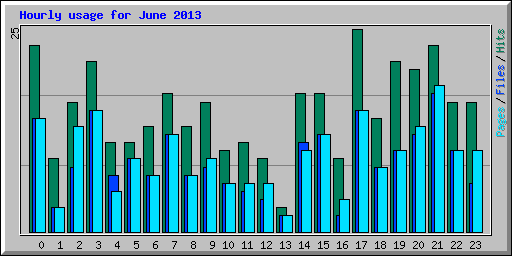 Hourly usage for June 2013
25
Pages/Files/Hits
0 1 2 3 4 5 6 7 8 9 10 11 12 13 14 15 16 17 18 19 20 21 22 23